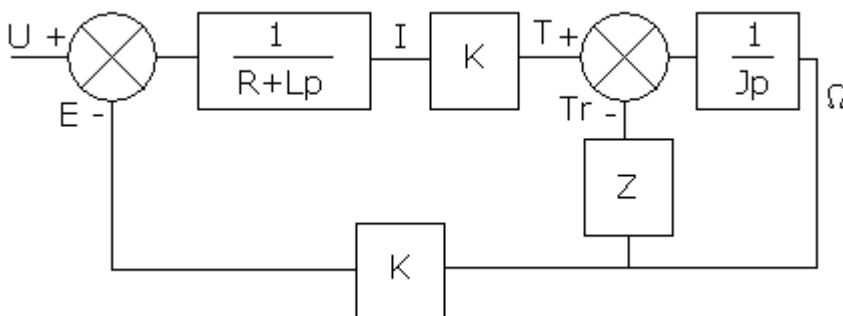 U + 1 I K T + 1
R+Lp Jp
E - Tr - Ω
Z
K